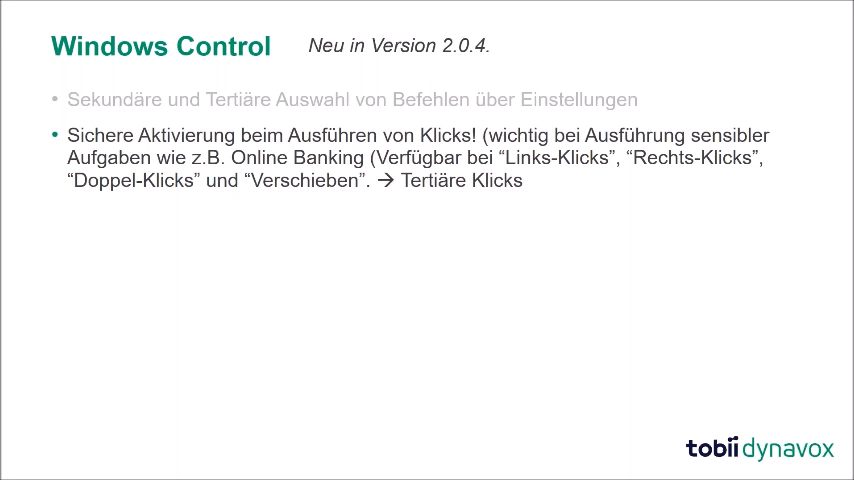 Windows Control Neu in Version 2.0.4.
• Sekundäre und Tertiäre Auswahl von Befehlen über Einstellungen
• Sichere Aktivierung beim Ausführen von Klicks! (wichtig bei Ausführung sensibler
Aufgaben wie z.B. Online Banking (Verfügbar bei “Links-Klicks”, “Rechts-Klicks”,
“Doppel-Klicks” und “Verschieben”. → Tertiäre Klicks
tobii dynavox